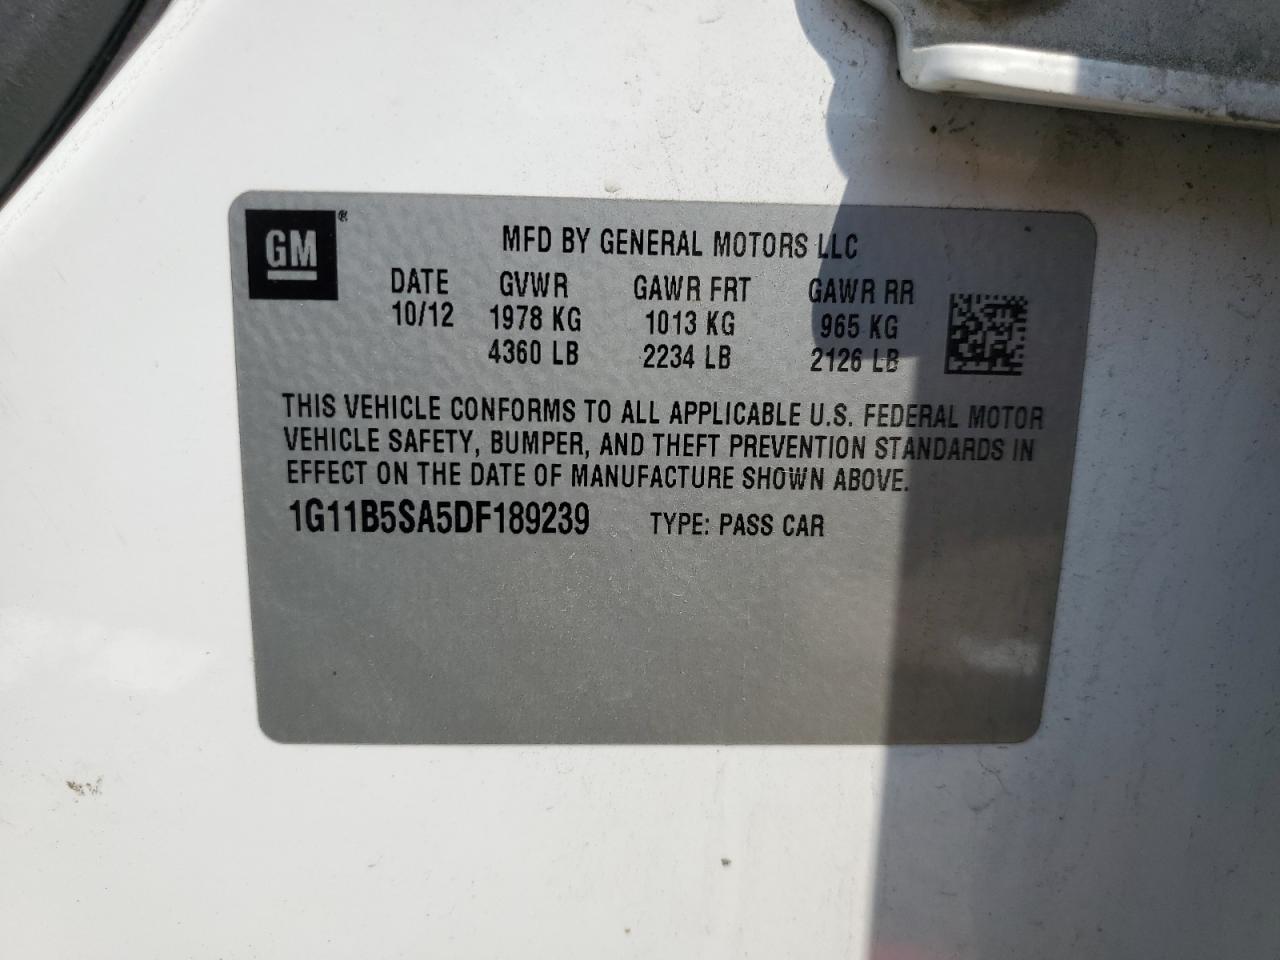 GM®
MFD BY GENERAL MOTORS LLC
DATE GVWR GAWR FRT GAWR RR
10/12 1978 KG 1013 KG 965 KG
4360 LB 2234 LB 2126 LB
THIS VEHICLE CONFORMS TO ALL APPLICABLE U.S. FEDERAL MOTOR
VEHICLE SAFETY, BUMPER, AND THEFT PREVENTION STANDARDS IN
EFFECT ON THE DATE OF MANUFACTURE SHOWN ABOVE.
1G11B5SA5DF189239 TYPE: PASS CAR